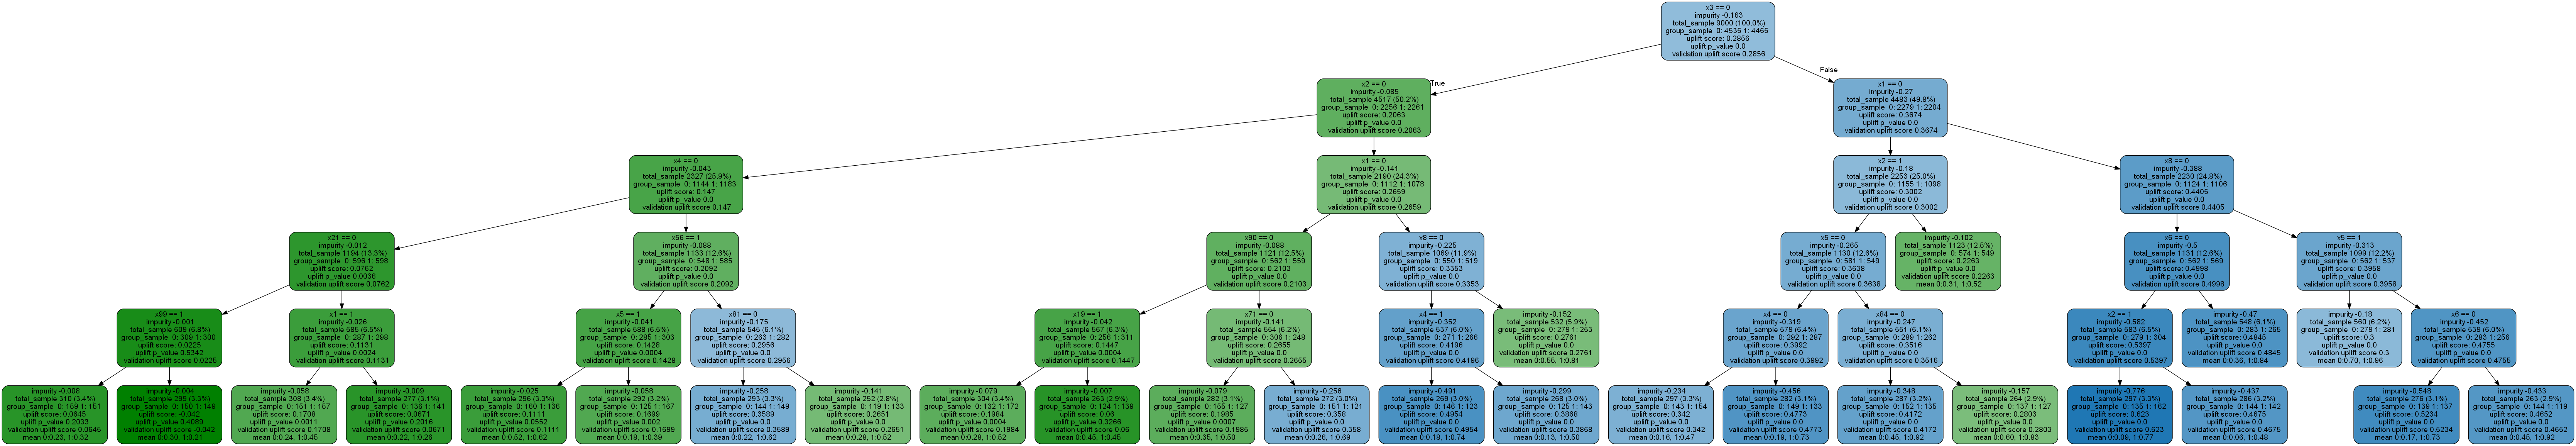 x3 == 0
impurity -0.163
total_sample 9000 (100.0%)
group_sample 0: 4535 1: 4465
uplift score: 0.2856
uplift p_value 0.0
validation uplift score 0.2856
True
False
x2 == 0
impurity -0.085
total_sample 4517 (50.2%)
group_sample 0: 2256 1: 2261
uplift score: 0.2063
uplift p_value 0.0
validation uplift score 0.2063
x1 == 0
impurity -0.27
total_sample 4483 (49.8%)
group_sample 0: 2279 1: 2204
uplift score: 0.3674
uplift p_value 0.0
validation uplift score 0.3674
x4 == 0
impurity -0.043
total_sample 2327 (25.9%)
group_sample 0: 1144 1: 1183
uplift score: 0.147
uplift p_value 0.0
validation uplift score 0.147
x1 == 0
impurity -0.141
total_sample 2190 (24.3%)
group_sample 0: 1112 1: 1078
uplift score: 0.2659
uplift p_value 0.0
validation uplift score 0.2659
x2 == 1
impurity -0.18
total_sample 2253 (25.0%)
group_sample 0: 1155 1: 1098
uplift score: 0.3002
uplift p_value 0.0
validation uplift score 0.3002
x8 == 0
impurity -0.388
total_sample 2230 (24.8%)
group_sample 0: 1124 1: 1106
uplift score: 0.4405
uplift p_value 0.0
validation uplift score 0.4405
x21 == 0
impurity -0.012
total_sample 1194 (13.3%)
group_sample 0: 596 1: 598
uplift score: 0.0762
uplift p_value 0.0036
validation uplift score 0.0762
x56 == 1
impurity -0.088
total_sample 1133 (12.6%)
group_sample 0: 548 1: 585
uplift score: 0.2092
uplift p_value 0.0
validation uplift score 0.2092
x90 == 0
impurity -0.088
total_sample 1121 (12.5%)
group_sample 0: 562 1: 559
uplift score: 0.2103
uplift p_value 0.0
validation uplift score 0.2103
x8 == 0
impurity -0.225
total_sample 1069 (11.9%)
group_sample 0: 550 1: 519
uplift score: 0.3353
uplift p_value 0.0
validation uplift score 0.3353
x5 == 0
impurity -0.265
total_sample 1130 (12.6%)
group_sample 0: 581 1: 549
uplift score: 0.3638
uplift p_value 0.0
validation uplift score 0.3638
impurity -0.102
total_sample 1123 (12.5%)
group_sample 0: 574 1: 549
uplift score: 0.2263
uplift p_value 0.0
validation uplift score 0.2263
mean 0:0.31, 1:0.52
x6 == 0
impurity -0.5
total_sample 1131 (12.6%)
group_sample 0: 562 1: 569
uplift score: 0.4998
uplift p_value 0.0
validation uplift score 0.4998
x5 == 1
impurity -0.313
total_sample 1099 (12.2%)
group_sample 0: 562 1: 537
uplift score: 0.3958
uplift p_value 0.0
validation uplift score 0.3958
x99 == 1
impurity -0.001
total_sample 609 (6.8%)
group_sample 0: 309 1: 300
uplift score: 0.0225
uplift p_value 0.5342
validation uplift score 0.0225
x1 == 1
impurity -0.026
total_sample 585 (6.5%)
group_sample 0: 287 1: 298
uplift score: 0.1131
uplift p_value 0.0024
validation uplift score 0.1131
x5 == 1
impurity -0.041
total_sample 588 (6.5%)
group_sample 0: 285 1: 303
uplift score: 0.1428
uplift p_value 0.0004
validation uplift score 0.1428
x81 == 0
impurity -0.175
total_sample 545 (6.1%)
group_sample 0: 263 1: 282
uplift score: 0.2956
uplift p_value 0.0
validation uplift score 0.2956
x19 == 1
impurity -0.042
total_sample 567 (6.3%)
group_sample 0: 256 1: 311
uplift score: 0.1447
uplift p_value 0.0004
validation uplift score 0.1447
x71 == 0
impurity -0.141
total_sample 554 (6.2%)
group_sample 0: 306 1: 248
uplift score: 0.2655
uplift p_value 0.0
validation uplift score 0.2655
x4 == 1
impurity -0.352
total_sample 537 (6.0%)
group_sample 0: 271 1: 266
uplift score: 0.4196
uplift p_value 0.0
validation uplift score 0.4196
impurity -0.152
total_sample 532 (5.9%)
group_sample 0: 279 1: 253
uplift score: 0.2761
uplift p_value 0.0
validation uplift score 0.2761
mean 0:0.55, 1:0.81
x4 == 0
impurity -0.319
total_sample 579 (6.4%)
group_sample 0: 292 1: 287
uplift score: 0.3992
uplift p_value 0.0
validation uplift score 0.3992
x84 == 0
impurity -0.247
total_sample 551 (6.1%)
group_sample 0: 289 1: 262
uplift score: 0.3516
uplift p_value 0.0
validation uplift score 0.3516
x2 == 1
impurity -0.582
total_sample 583 (6.5%)
group_sample 0: 279 1: 304
uplift score: 0.5397
uplift p_value 0.0
validation uplift score 0.5397
impurity -0.47
total_sample 548 (6.1%)
group_sample 0: 283 1: 265
uplift score: 0.4845
uplift p_value 0.0
validation uplift score 0.4845
mean 0:0.36, 1:0.84
impurity -0.18
total_sample 560 (6.2%)
group_sample 0: 279 1: 281
uplift score: 0.3
uplift p_value 0.0
validation uplift score 0.3
mean 0:0.70, 1:0.96
x6 == 0
impurity -0.452
total_sample 539 (6.0%)
group_sample 0: 283 1: 256
uplift score: 0.4755
uplift p_value 0.0
validation uplift score 0.4755
impurity -0.008
total_sample 310 (3.4%)
group_sample 0: 159 1: 151
uplift score: 0.0645
uplift p_value 0.2033
validation uplift score 0.0645
mean 0:0.23, 1:0.32
impurity -0.004
total_sample 299 (3.3%)
group_sample 0: 150 1: 149
uplift score: -0.042
uplift p_value 0.4069
validation uplift score -0.042
mean 0:0.30, 1:0.21
impurity -0.058
total_sample 308 (3.4%)
group_sample 0: 151 1: 157
uplift score: 0.1708
uplift p_value 0.0011
validation uplift score 0.1708
mean 0:0.24, 1:0.45
impurity -0.009
total_sample 277 (3.1%)
group_sample 0: 136 1: 141
uplift score: 0.0671
uplift p_value 0.2016
validation uplift score 0.0671
mean 0:0.22, 1:0.26
impurity -0.025
total_sample 296 (3.3%)
group_sample 0: 160 1: 136
uplift score: 0.1111
uplift p_value 0.0552
validation uplift score 0.1111
mean 0:0.52, 1:0.62
impurity -0.058
total_sample 292 (3.2%)
group_sample 0: 125 1: 167
uplift score: 0.1699
uplift p_value 0.002
validation uplift score 0.1699
mean 0:0.18, 1:0.39
impurity -0.258
total_sample 293 (3.3%)
group_sample 0: 144 1: 149
uplift score: 0.3589
uplift p_value 0.0
validation uplift score 0.3589
mean 0:0.22, 1:0.62
impurity -0.141
total_sample 252 (2.8%)
group_sample 0: 119 1: 133
uplift score: 0.2651
uplift p_value 0.0
validation uplift score 0.2651
mean 0:0.28, 1:0.52
impurity -0.079
total_sample 304 (3.4%)
group_sample 0: 132 1: 172
uplift score: 0.1984
uplift p_value 0.0004
validation uplift score 0.1984
mean 0:0.28, 1:0.52
impurity -0.007
total_sample 263 (2.9%)
group_sample 0: 124 1: 139
uplift score: 0.06
uplift p_value 0.3266
validation uplift score 0.06
mean 0:0.45, 1:0.45
impurity -0.079
total_sample 282 (3.1%)
group_sample 0: 155 1: 127
uplift score: 0.1985
uplift p_value 0.0007
validation uplift score 0.1985
mean 0:0.35, 1:0.50
impurity -0.256
total_sample 272 (3.0%)
group_sample 0: 151 1: 121
uplift score: 0.358
uplift p_value 0.0
validation uplift score 0.358
mean 0:0.26, 1:0.69
impurity -0.491
total_sample 269 (3.0%)
group_sample 0: 146 1: 123
uplift score: 0.4954
uplift p_value 0.0
validation uplift score 0.4954
mean 0:0.18, 1:0.74
impurity -0.299
total_sample 268 (3.0%)
group_sample 0: 125 1: 143
uplift score: 0.3868
uplift p_value 0.0
validation uplift score 0.3868
mean 0:0.13, 1:0.50
impurity -0.234
total_sample 297 (3.3%)
group_sample 0: 143 1: 154
uplift score: 0.342
uplift p_value 0.0
validation uplift score 0.342
mean 0:0.16, 1:0.47
impurity -0.456
total_sample 282 (3.1%)
group_sample 0: 149 1: 133
uplift score: 0.4773
uplift p_value 0.0
validation uplift score 0.4773
mean 0:0.19, 1:0.73
impurity -0.348
total_sample 287 (3.2%)
group_sample 0: 152 1: 135
uplift score: 0.4172
uplift p_value 0.0
validation uplift score 0.4172
mean 0:0.45, 1:0.92
impurity -0.157
total_sample 264 (2.9%)
group_sample 0: 137 1: 127
uplift score: 0.2803
uplift p_value 0.0
validation uplift score 0.2803
mean 0:0.60, 1:0.83
impurity -0.776
total_sample 297 (3.3%)
group_sample 0: 135 1: 162
uplift score: 0.623
uplift p_value 0.0
validation uplift score 0.623
mean 0:0.09, 1:0.77
impurity -0.437
total_sample 286 (3.2%)
group_sample 0: 144 1: 142
uplift score: 0.4675
uplift p_value 0.0
validation uplift score 0.4675
mean 0:0.06, 1:0.48
impurity -0.548
total_sample 276 (3.1%)
group_sample 0: 139 1: 137
uplift score: 0.5234
uplift p_value 0.0
validation uplift score 0.5234
mean 0:0.17, 1:0.73
impurity -0.433
total_sample 263 (2.9%)
group_sample 0: 144 1: 119
uplift score: 0.4652
uplift p_value 0.0
validation uplift score 0.4652
mean 0:0.45, 1:0.92